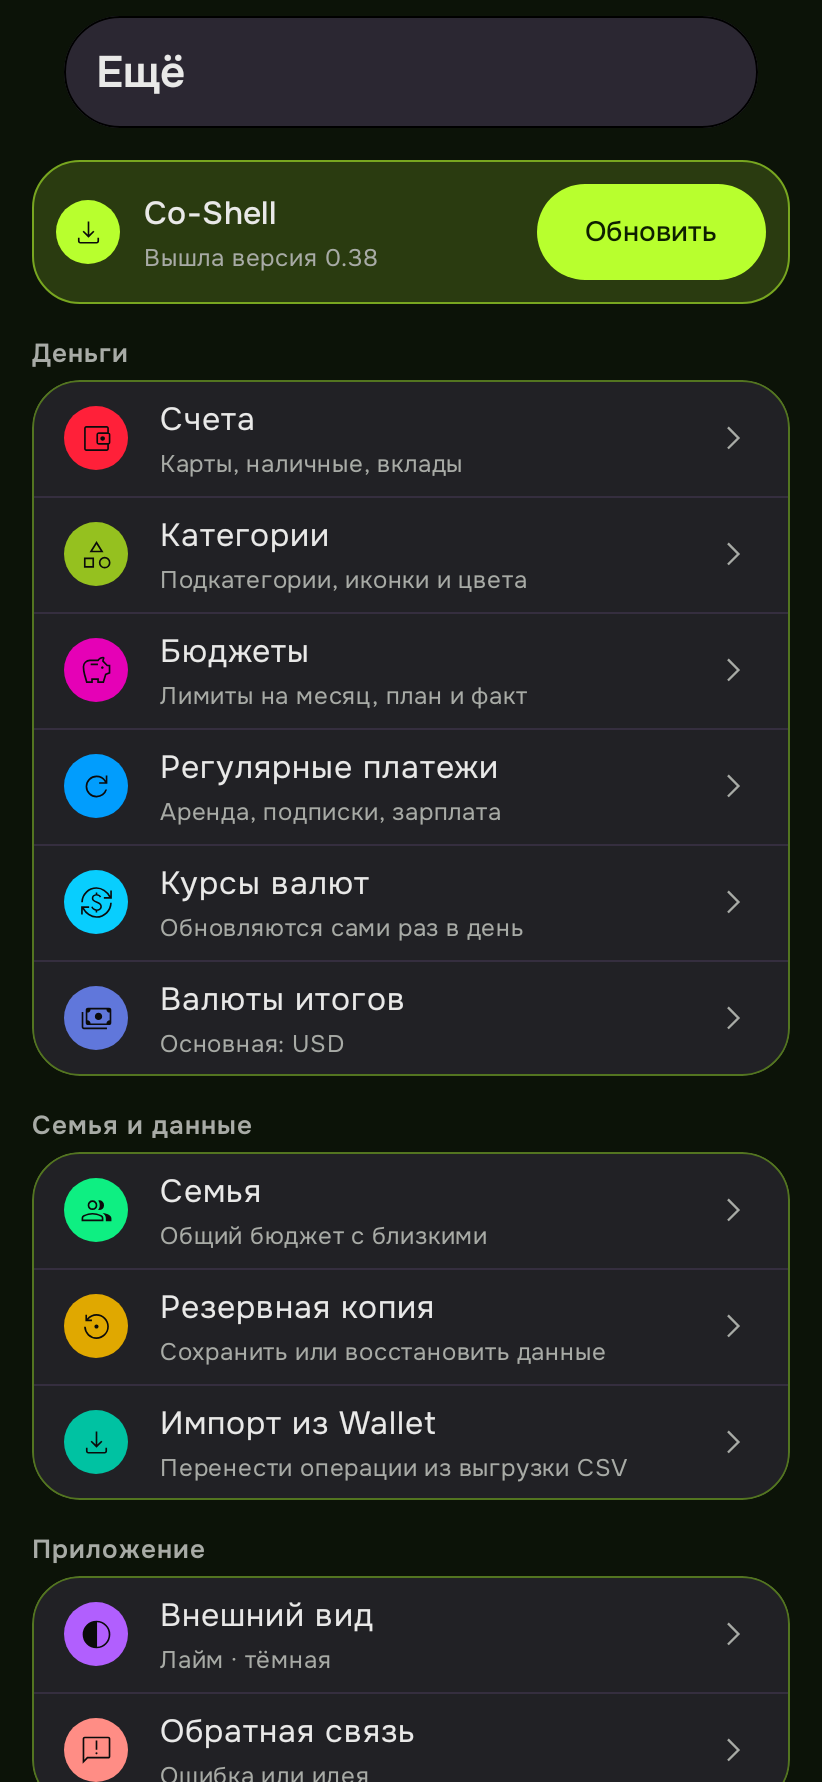 Ещё
Co-Shell
Вышла версия 0.38
Обновить
Деньги
Счета
Карты, наличные, вклады
Категории
Подкатегории, иконки и цвета
Бюджеты
Лимиты на месяц, план и факт
Регулярные платежи
Аренда, подписки, зарплата
Курсы валют
Обновляются сами раз в день
Валюты итогов
Основная: USD
Семья и данные
Семья
Общий бюджет с близкими
Резервная копия
Сохранить или восстановить данные
Импорт из Wallet
Перенести операции из выгрузки CSV
Приложение
Внешний вид
Лайм · тёмная
Обратная связь
Ошибка или идея